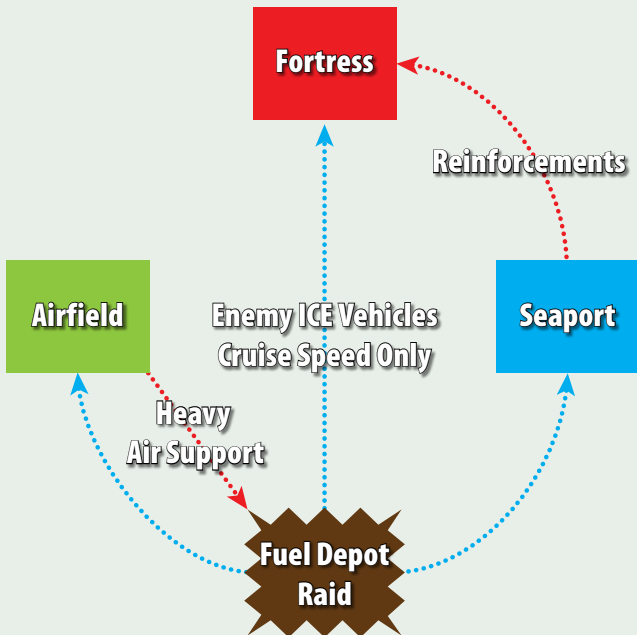 Fortress
Reinforcements
Airfield
Enemy ICE Vehicles
Cruise Speed Only
Seaport
Heavy
Air Support
Fuel Depot
Raid